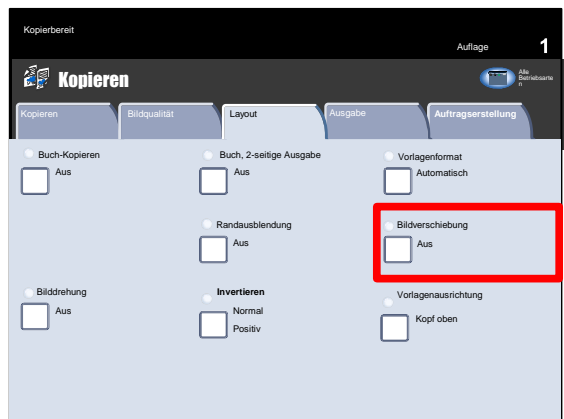 Kopierbereit
Auflage 1
Kopieren
Alle
Betriebsarte
n
Kopieren Bildqualität Layout Ausgabe Auftragserstellung
Buch-Kopieren
Aus
Buch, 2-seitige Ausgabe
Aus
Vorlagenformat
Automatisch
Randausblendung
Aus
Bildverschiebung
Aus
Bilddrehung
Aus
Invertieren
Normal
Positiv
Vorlagenausrichtung
Kopf oben